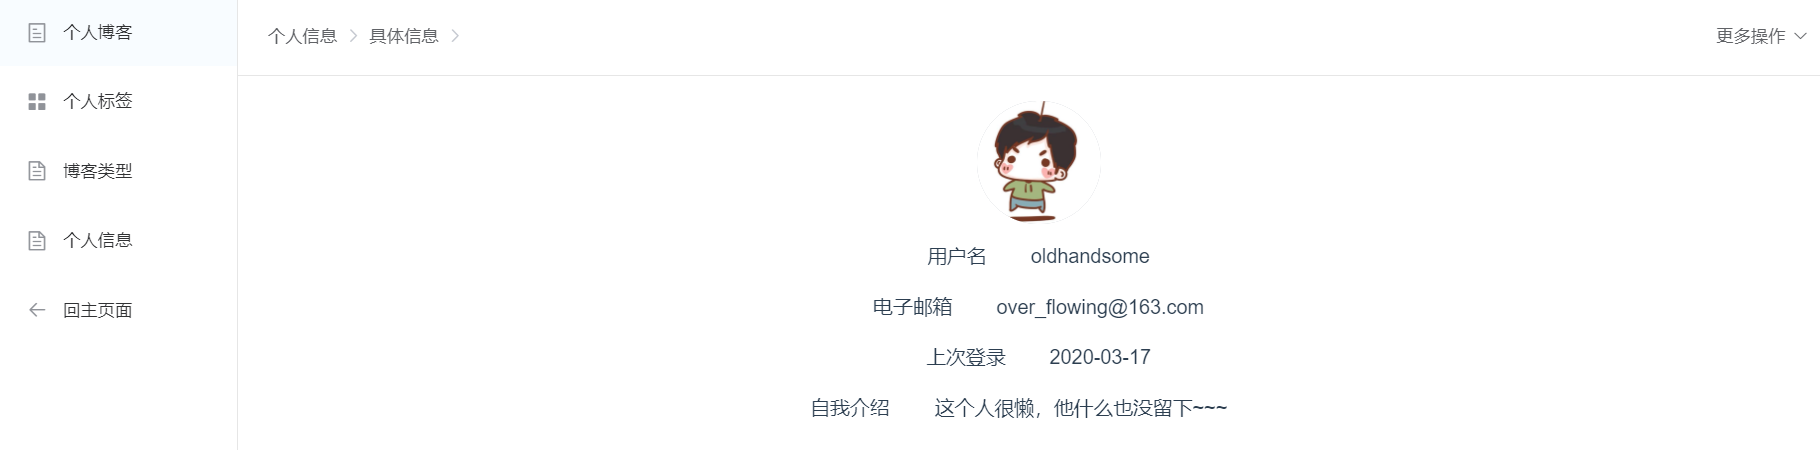 个人博客
个人标签
博客类型
个人信息
回主页面
个人信息 具体信息
更多操作
用户名 oldhandsome
电子邮箱 over_flowing@163.com
上次登录 2020-03-17
自我介绍 这个人很懒，他什么也没留下~~~